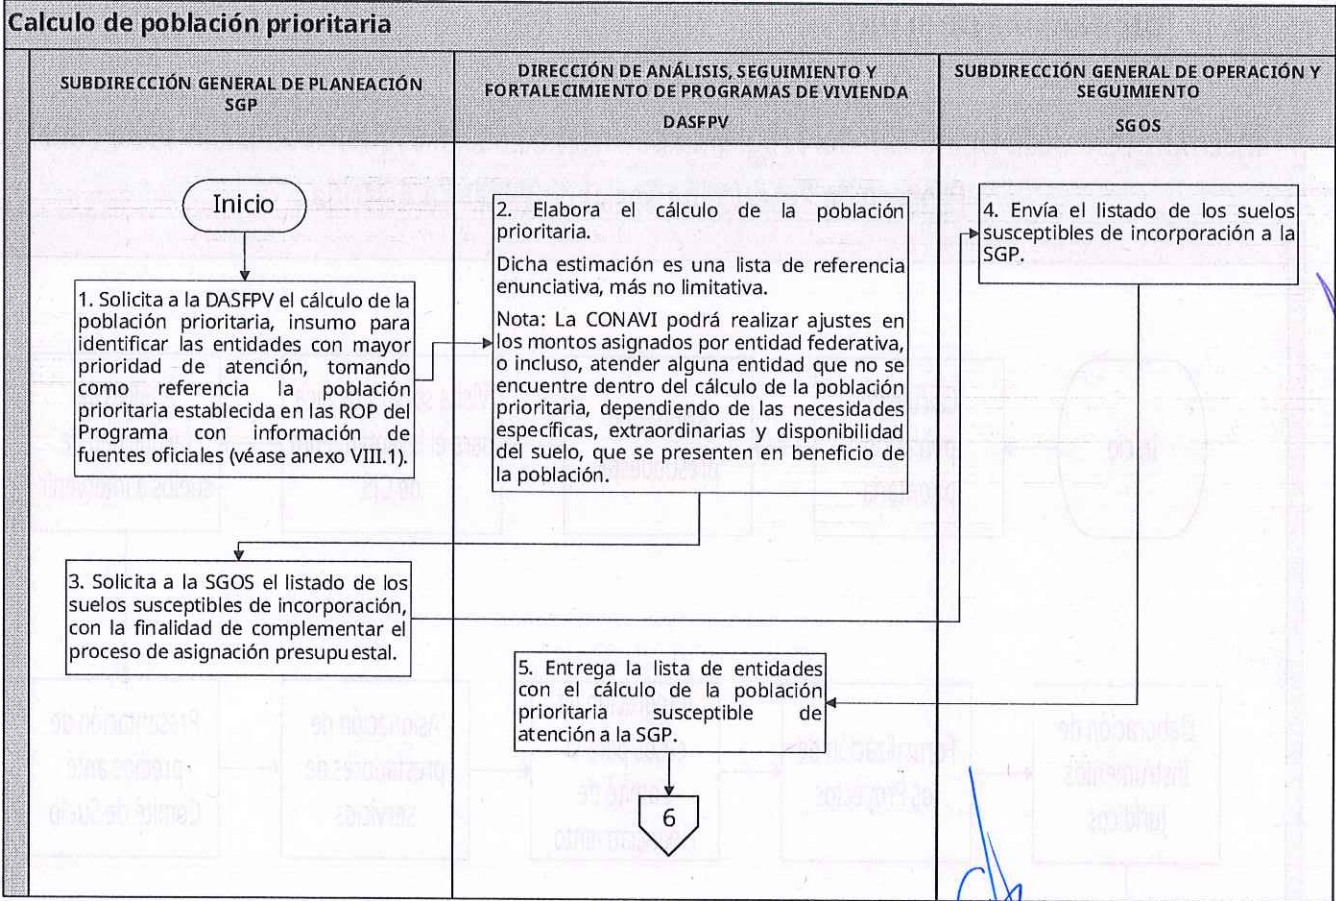 Calculo de población prioritaria
SUBDIRECCIÓN GENERAL DE PLANEACIÓN
SGP
DIRECCIÓN DE ANÁLISIS, SEGUIMIENTO Y
FORTALECIMIENTO DE PROGRAMAS DE VIVIENDA
DASFPV
SUBDIRECCIÓN GENERAL DE OPERACIÓN Y
SEGUIMIENTO
SGOS
Inicio
1. Solicita a la DASFPV el cálculo de la
población prioritaria, insumo para
identificar las entidades con mayor
prioridad de atención, tomando
como referencia la población
prioritaria establecida en las ROP del
Programa con información de
fuentes oficiales (véase anexo VIII.1).
2. Elabora el cálculo de la población
prioritaria.
Dicha estimación es una lista de referencia
enunciativa, más no limitativa.
Nota: La CONAVI podrá realizar ajustes en
los montos asignados por entidad federativa,
o incluso, atender alguna entidad que no se
encuentre dentro del cálculo de la población
prioritaria, dependiendo de las necesidades
específicas, extraordiarias y disponibilidad
del suelo, que se presenten en beneficio de
la población.
3. Solicita a la SGOS el listado de los
suelos susceptibles de incorporación,
con la finalidad de complementar el
proceso de asignación presupuestal.
4. Envía el listado de los suelos
susceptibles de incorporación a la
SGP.
5. Entrega la lista de entidades
con el cálculo de la población
prioritaria susceptible de
atención a la SGP.
6